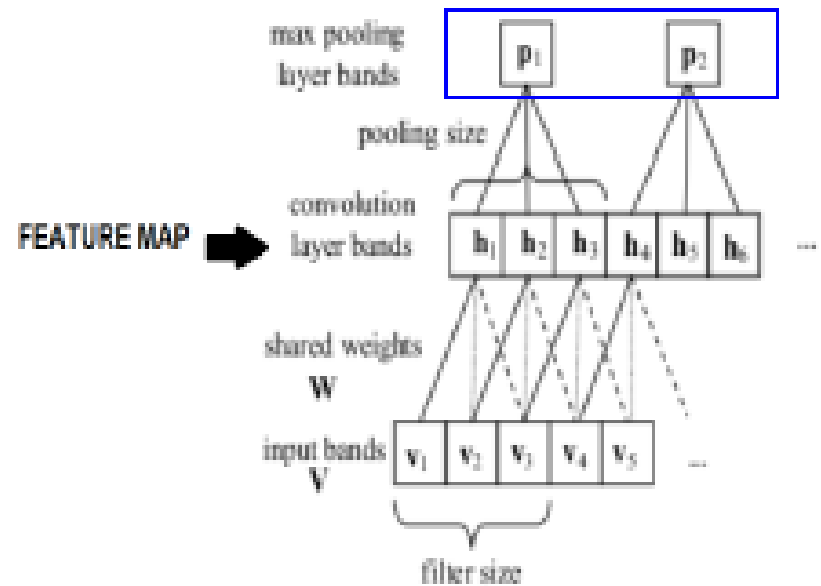 max pooling
layer bands
p₁ p₂
pooling size
convolution
layer bands
FEATURE MAP
h₁ h₂ h₃ h₄ h₅ h₆ ...
shared weights
W
input bands
V
v₁ v₂ v₃ v₄ v₅ ...
filter size